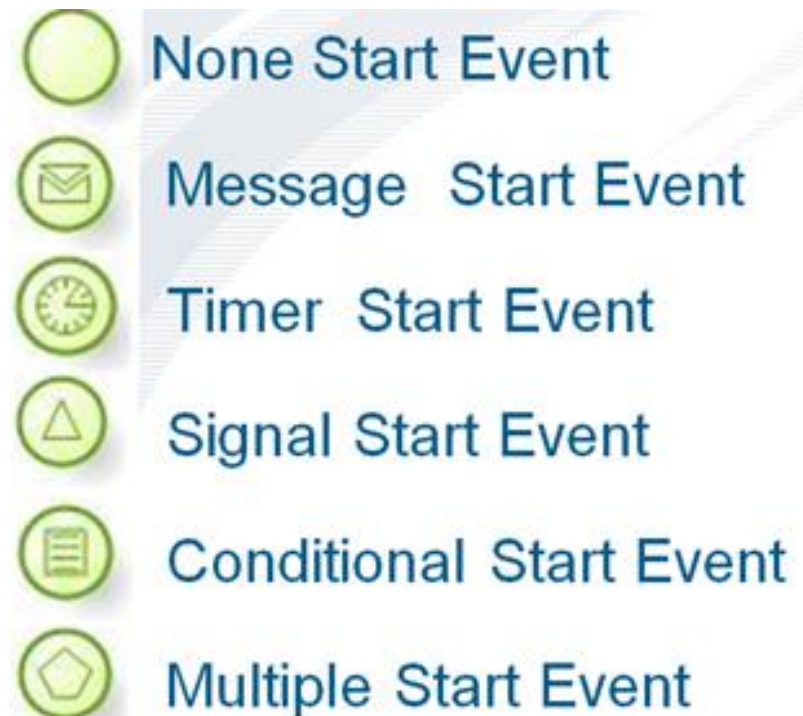 None Start Event
Message Start Event
Timer Start Event
Signal Start Event
Conditional Start Event
Multiple Start Event